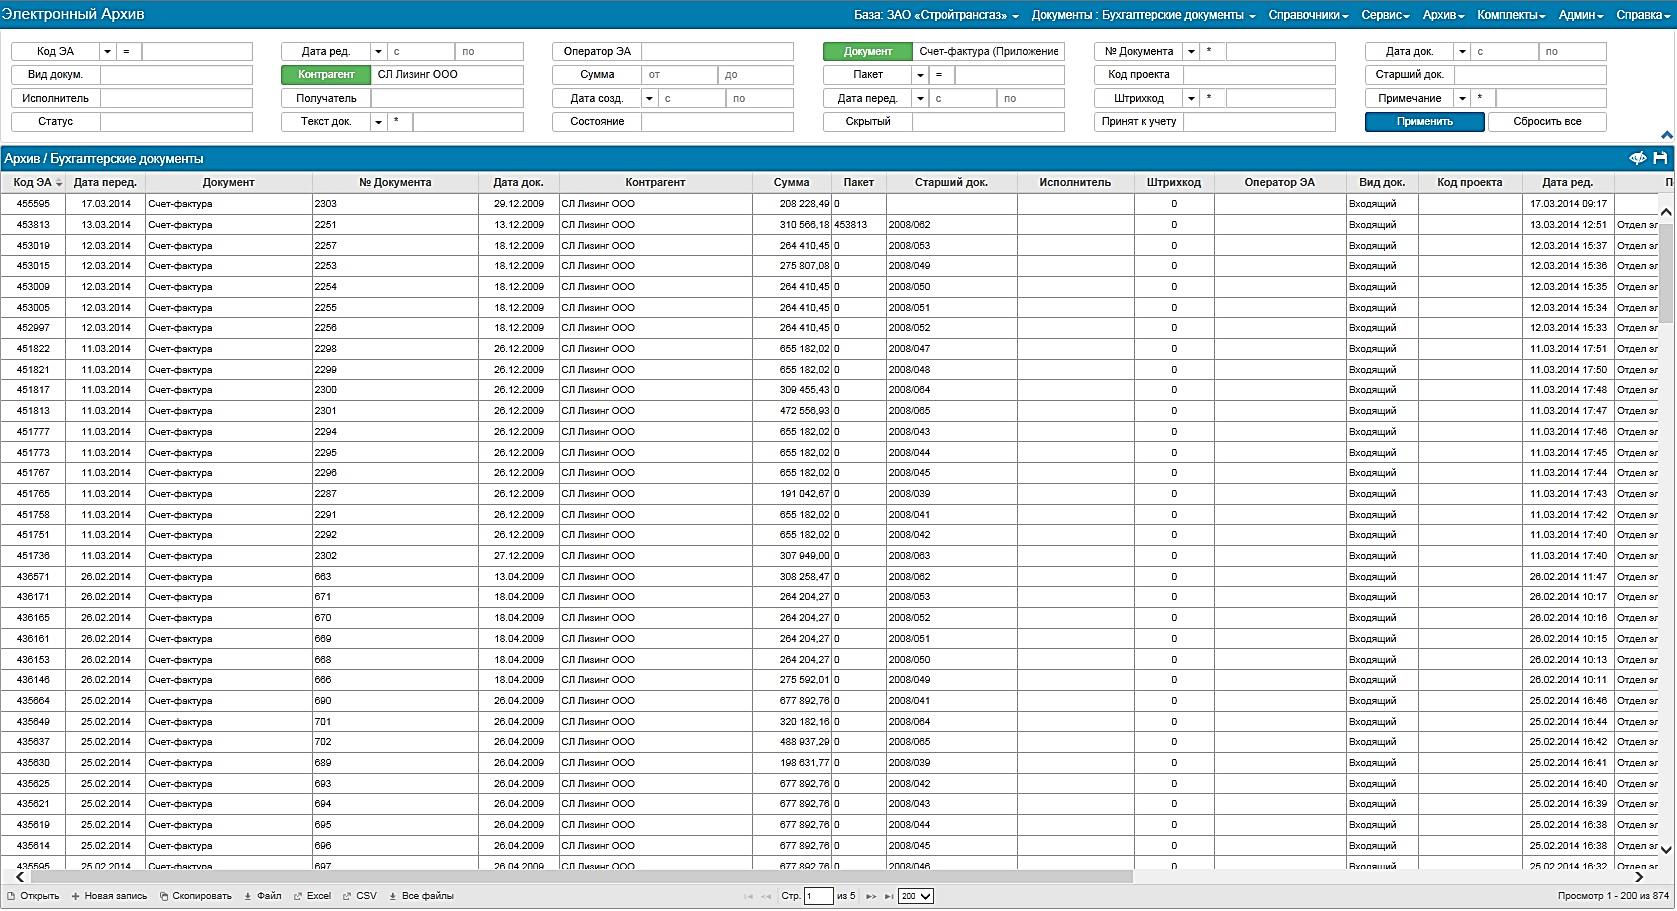 Электронный Архив База: ЗАО «Стройтрансгаз» Документы : Бухгалтерские документы Справочники Сервис Архив Комплекты Админ Справка
Код ЭА = Дата ред. с по Оператор ЭА Документ Счет-фактура (Приложение № Документа * Дата док. с по
Вид докум. Контрагент СЛ Лизинг ООО Сумма от до Пакет = Код проекта Старший док.
Исполнитель Получатель Дата созд. с по Дата перед. с по Штрихкод * Примечание *
Статус Текст док. * Состояние Скрытый Принят к учету Применить Сбросить все
Архив / Бухгалтерские документы
Код ЭА Дата перед. Документ № Документа Дата док. Контрагент Сумма Пакет Старший док. Исполнитель Штрихкод Оператор ЭА Вид док. Код проекта Дата ред. П
455595 17.03.2014 Счет-фактура 2303 29.12.2009 СЛ Лизинг ООО 208 228,49 0 0 Входящий 17.03.2014 09:17
453813 13.03.2014 Счет-фактура 2251 13.12.2009 СЛ Лизинг ООО 310 566,18 453813 2008/062 0 Входящий 13.03.2014 12:51 Отдел эл
453019 12.03.2014 Счет-фактура 2257 18.12.2009 СЛ Лизинг ООО 264 410,45 0 2008/053 0 Входящий 12.03.2014 15:37 Отдел эл
453015 12.03.2014 Счет-фактура 2253 18.12.2009 СЛ Лизинг ООО 275 807,08 0 2008/049 0 Входящий 12.03.2014 15:36 Отдел эл
453009 12.03.2014 Счет-фактура 2254 18.12.2009 СЛ Лизинг ООО 264 410,45 0 2008/050 0 Входящий 12.03.2014 15:35 Отдел эл
453005 12.03.2014 Счет-фактура 2255 18.12.2009 СЛ Лизинг ООО 264 410,45 0 2008/051 0 Входящий 12.03.2014 15:34 Отдел эл
452997 12.03.2014 Счет-фактура 2256 18.12.2009 СЛ Лизинг ООО 264 410,45 0 2008/052 0 Входящий 12.03.2014 15:33 Отдел эл
451822 11.03.2014 Счет-фактура 2298 26.12.2009 СЛ Лизинг ООО 655 182,02 0 2008/047 0 Входящий 11.03.2014 17:51 Отдел эл
451821 11.03.2014 Счет-фактура 2299 26.12.2009 СЛ Лизинг ООО 655 182,02 0 2008/048 0 Входящий 11.03.2014 17:50 Отдел эл
451817 11.03.2014 Счет-фактура 2300 26.12.2009 СЛ Лизинг ООО 309 455,43 0 2008/064 0 Входящий 11.03.2014 17:48 Отдел эл
451813 11.03.2014 Счет-фактура 2301 26.12.2009 СЛ Лизинг ООО 472 556,93 0 2008/065 0 Входящий 11.03.2014 17:47 Отдел эл
451777 11.03.2014 Счет-фактура 2294 26.12.2009 СЛ Лизинг ООО 655 182,02 0 2008/043 0 Входящий 11.03.2014 17:46 Отдел эл
451773 11.03.2014 Счет-фактура 2295 26.12.2009 СЛ Лизинг ООО 655 182,02 0 2008/044 0 Входящий 11.03.2014 17:45 Отдел эл
451767 11.03.2014 Счет-фактура 2296 26.12.2009 СЛ Лизинг ООО 655 182,02 0 2008/045 0 Входящий 11.03.2014 17:44 Отдел эл
451765 11.03.2014 Счет-фактура 2287 26.12.2009 СЛ Лизинг ООО 191 042,67 0 2008/039 0 Входящий 11.03.2014 17:43 Отдел эл
451758 11.03.2014 Счет-фактура 2291 26.12.2009 СЛ Лизинг ООО 655 182,02 0 2008/041 0 Входящий 11.03.2014 17:42 Отдел эл
451751 11.03.2014 Счет-фактура 2292 26.12.2009 СЛ Лизинг ООО 655 182,02 0 2008/042 0 Входящий 11.03.2014 17:40 Отдел эл
451736 11.03.2014 Счет-фактура 2302 27.12.2009 СЛ Лизинг ООО 307 949,00 0 2008/063 0 Входящий 11.03.2014 17:40 Отдел эл
436571 26.02.2014 Счет-фактура 663 13.04.2009 СЛ Лизинг ООО 308 258,47 0 2008/062 0 Входящий 26.02.2014 11:47 Отдел эл
436171 26.02.2014 Счет-фактура 671 18.04.2009 СЛ Лизинг ООО 264 204,27 0 2008/053 0 Входящий 26.02.2014 10:17 Отдел эл
436165 26.02.2014 Счет-фактура 670 18.04.2009 СЛ Лизинг ООО 264 204,27 0 2008/052 0 Входящий 26.02.2014 10:16 Отдел эл
436161 26.02.2014 Счет-фактура 669 18.04.2009 СЛ Лизинг ООО 264 204,27 0 2008/051 0 Входящий 26.02.2014 10:15 Отдел эл
436153 26.02.2014 Счет-фактура 668 18.04.2009 СЛ Лизинг ООО 264 204,27 0 2008/050 0 Входящий 26.02.2014 10:13 Отдел эл
436146 26.02.2014 Счет-фактура 666 18.04.2009 СЛ Лизинг ООО 275 592,01 0 2008/049 0 Входящий 26.02.2014 10:11 Отдел эл
435664 25.02.2014 Счет-фактура 690 26.04.2009 СЛ Лизинг ООО 677 892,76 0 2008/041 0 Входящий 25.02.2014 16:46 Отдел эл
435649 25.02.2014 Счет-фактура 701 26.04.2009 СЛ Лизинг ООО 320 182,16 0 2008/064 0 Входящий 25.02.2014 16:44 Отдел эл
435637 25.02.2014 Счет-фактура 702 26.04.2009 СЛ Лизинг ООО 488 937,29 0 2008/065 0 Входящий 25.02.2014 16:42 Отдел эл
435630 25.02.2014 Счет-фактура 689 26.04.2009 СЛ Лизинг ООО 198 631,77 0 2008/039 0 Входящий 25.02.2014 16:41 Отдел эл
435625 25.02.2014 Счет-фактура 693 26.04.2009 СЛ Лизинг ООО 677 892,76 0 2008/042 0 Входящий 25.02.2014 16:40 Отдел эл
435621 25.02.2014 Счет-фактура 694 26.04.2009 СЛ Лизинг ООО 677 892,76 0 2008/043 0 Входящий 25.02.2014 16:39 Отдел эл
435619 25.02.2014 Счет-фактура 695 26.04.2009 СЛ Лизинг ООО 677 892,76 0 2008/044 0 Входящий 25.02.2014 16:38 Отдел эл
435614 25.02.2014 Счет-фактура 696 26.04.2009 СЛ Лизинг ООО 677 892,76 0 2008/045 0 Входящий 25.02.2014 16:38 Отдел эл
435595 25.02.2014 Счет-фактура 697 26.04.2009 СЛ Лизинг ООО 677 892,76 0 2008/046 0 Входящий 25.02.2014 16:32 Отдел эл
Открыть Новая запись Скопировать Файл Excel CSV Все файлы Стр. 1 из 5 200 Просмотр 1 - 200 из 874